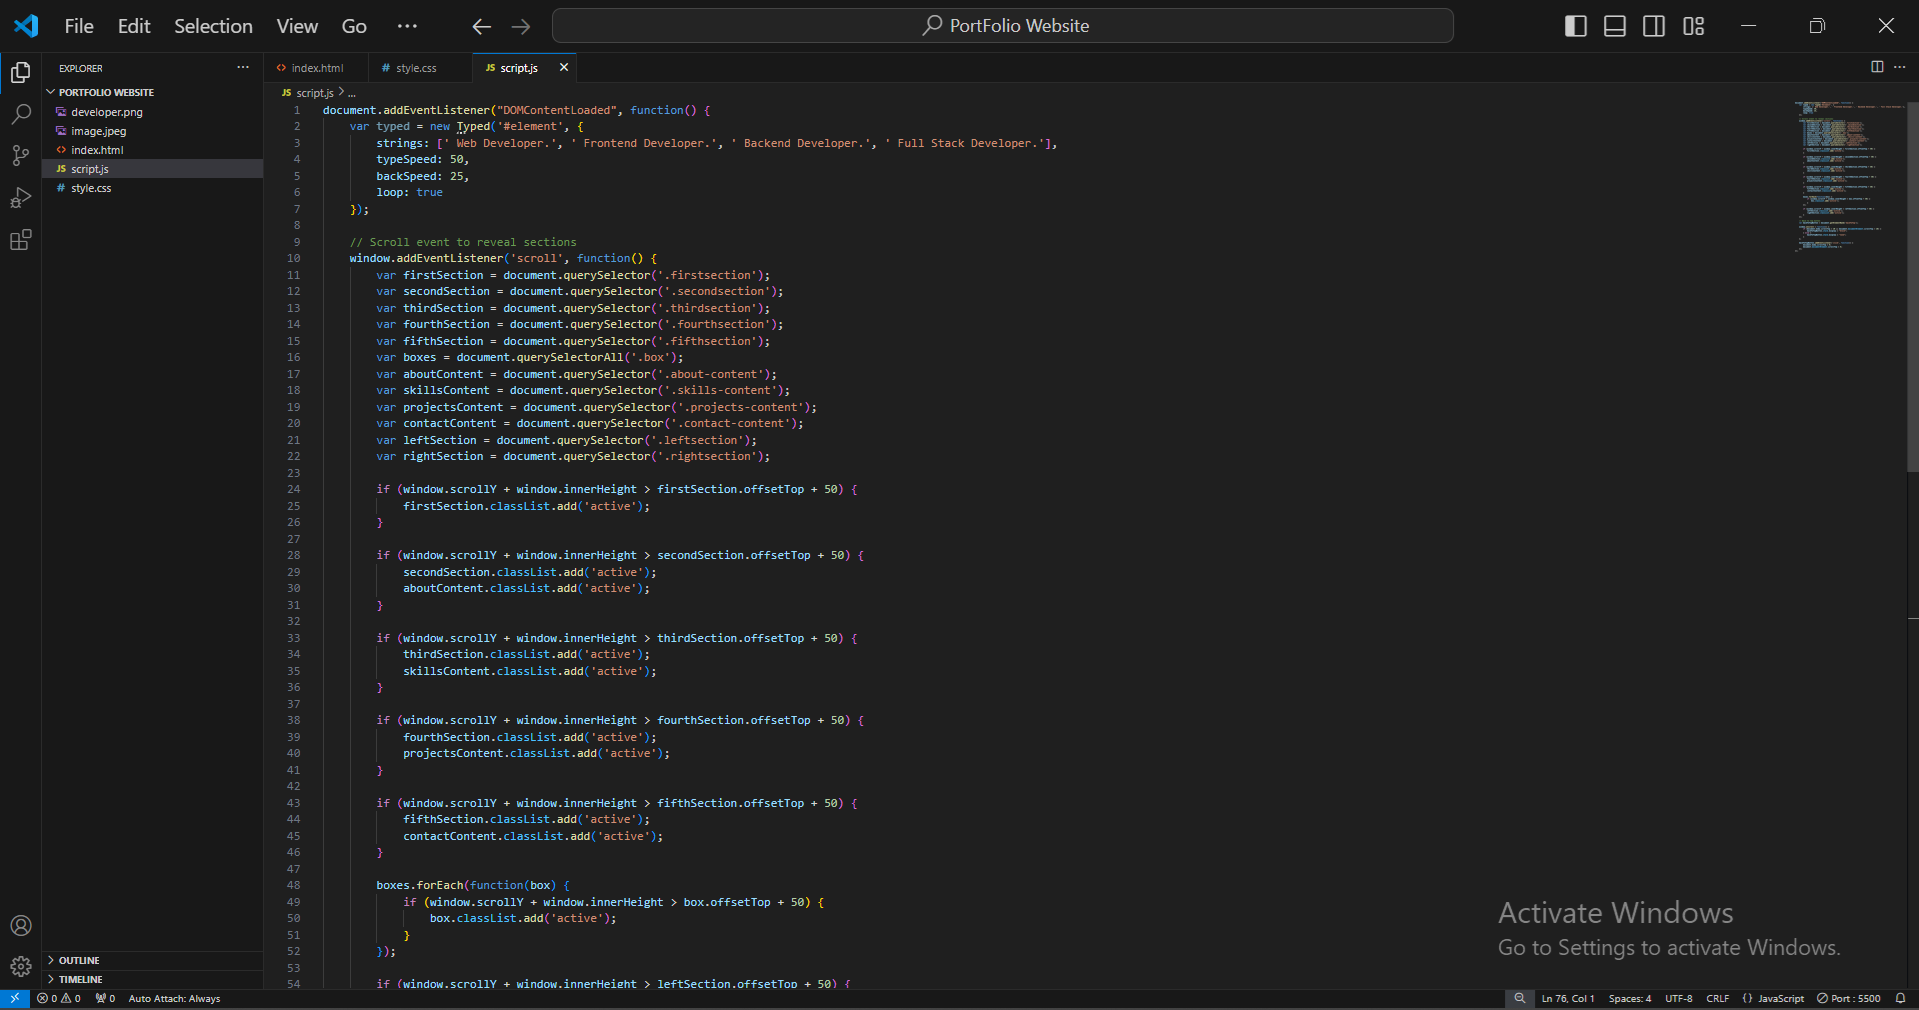 File Edit Selection View Go ··· PortFolio Website
EXPLORER ··· index.html # style.css JS script.js
PORTFOLIO WEBSITE
developer.png
image.jpeg
index.html
JS script.js
# style.css
JS script.js > ...
1 document.addEventListener("DOMContentLoaded", function() {
2 var typed = new Typed('#element', {
3 strings: [' Web Developer.', ' Frontend Developer.', ' Backend Developer.', ' Full Stack Developer.'],
4 typeSpeed: 50,
5 backSpeed: 25,
6 loop: true
7 });
8
9 // Scroll event to reveal sections
10 window.addEventListener('scroll', function() {
11 var firstSection = document.querySelector('.firstsection');
12 var secondSection = document.querySelector('.secondsection');
13 var thirdSection = document.querySelector('.thirdsection');
14 var fourthSection = document.querySelector('.fourthsection');
15 var fifthSection = document.querySelector('.fifthsection');
16 var boxes = document.querySelectorAll('.box');
17 var aboutContent = document.querySelector('.about-content');
18 var skillsContent = document.querySelector('.skills-content');
19 var projectsContent = document.querySelector('.projects-content');
20 var contactContent = document.querySelector('.contact-content');
21 var leftSection = document.querySelector('.leftsection');
22 var rightSection = document.querySelector('.rightsection');
23
24 if (window.scrollY + window.innerHeight > firstSection.offsetTop + 50) {
25 firstSection.classList.add('active');
26 }
27
28 if (window.scrollY + window.innerHeight > secondSection.offsetTop + 50) {
29 secondSection.classList.add('active');
30 aboutContent.classList.add('active');
31 }
32
33 if (window.scrollY + window.innerHeight > thirdSection.offsetTop + 50) {
34 thirdSection.classList.add('active');
35 skillsContent.classList.add('active');
36 }
37
38 if (window.scrollY + window.innerHeight > fourthSection.offsetTop + 50) {
39 fourthSection.classList.add('active');
40 projectsContent.classList.add('active');
41 }
42
43 if (window.scrollY + window.innerHeight > fifthSection.offsetTop + 50) {
44 fifthSection.classList.add('active');
45 contactContent.classList.add('active');
46 }
47
48 boxes.forEach(function(box) {
49 if (window.scrollY + window.innerHeight > box.offsetTop + 50) {
50 box.classList.add('active');
51 }
52 });
53
54 if (window.scrollY + window.innerHeight > leftSection.offsetTop + 50) {
Activate Windows
Go to Settings to activate Windows.
OUTLINE
TIMELINE
0 0 0 Auto Attach: Always Ln 76, Col 1 Spaces: 4 UTF-8 CRLF {} JavaScript Port : 5500